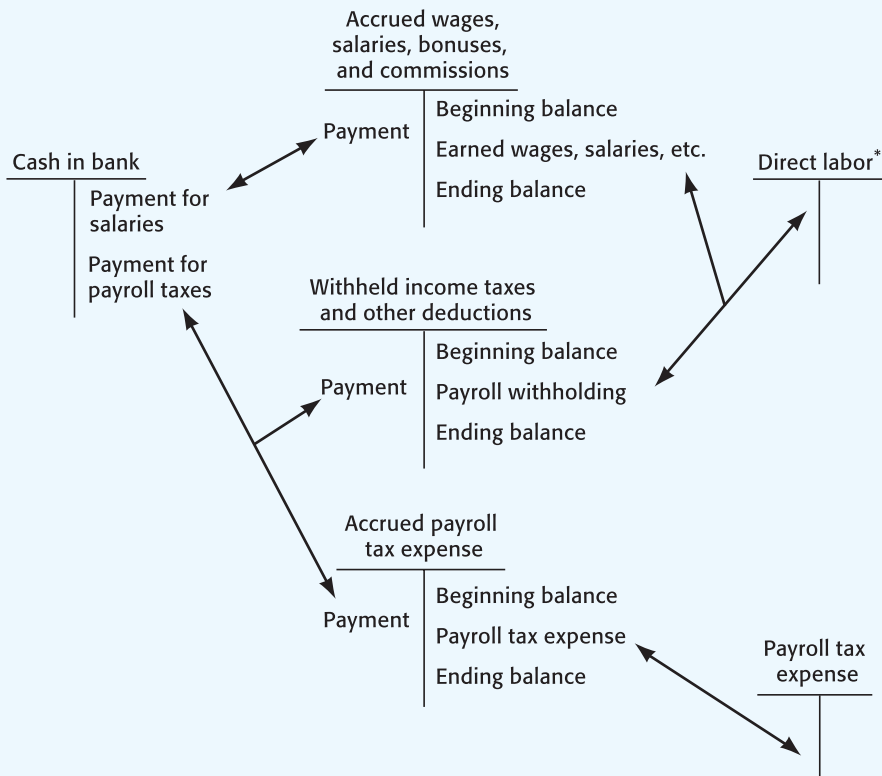 Accrued wages,
salaries, bonuses,
and commissions
Beginning balance
Payment
Earned wages, salaries, etc.
Ending balance
Cash in bank
Payment for
salaries
Payment for
payroll taxes
Direct labor*
Withheld income taxes
and other deductions
Beginning balance
Payment
Payroll withholding
Ending balance
Accrued payroll
tax expense
Beginning balance
Payment
Payroll tax expense
Ending balance
Payroll tax
expense